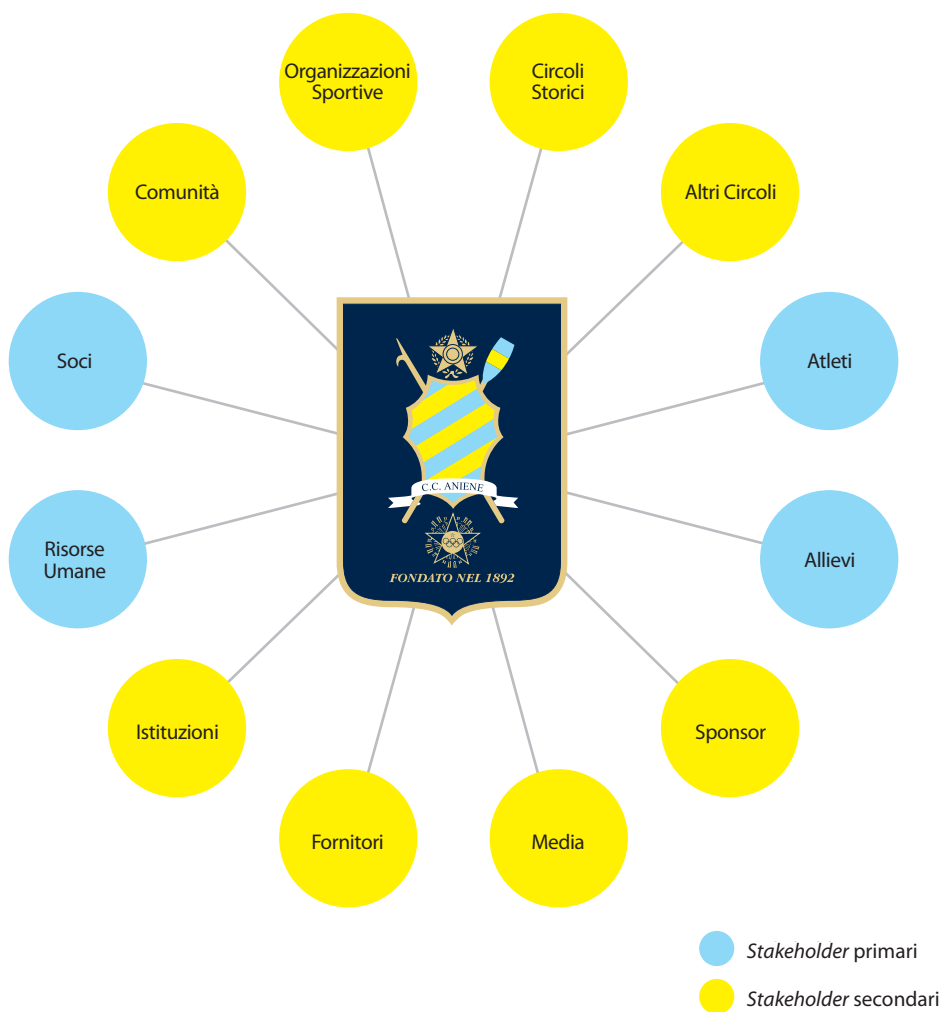 Organizzazioni
Sportive
Circoli
Storici
Comunità
Altri Circoli
Soci
Atleti
C.C. ANIENE
Risorse
Umane
Allievi
FONDATO NEL 1892
Istituzioni
Sponsor
Fornitori
Media
Stakeholder primari
Stakeholder secondari